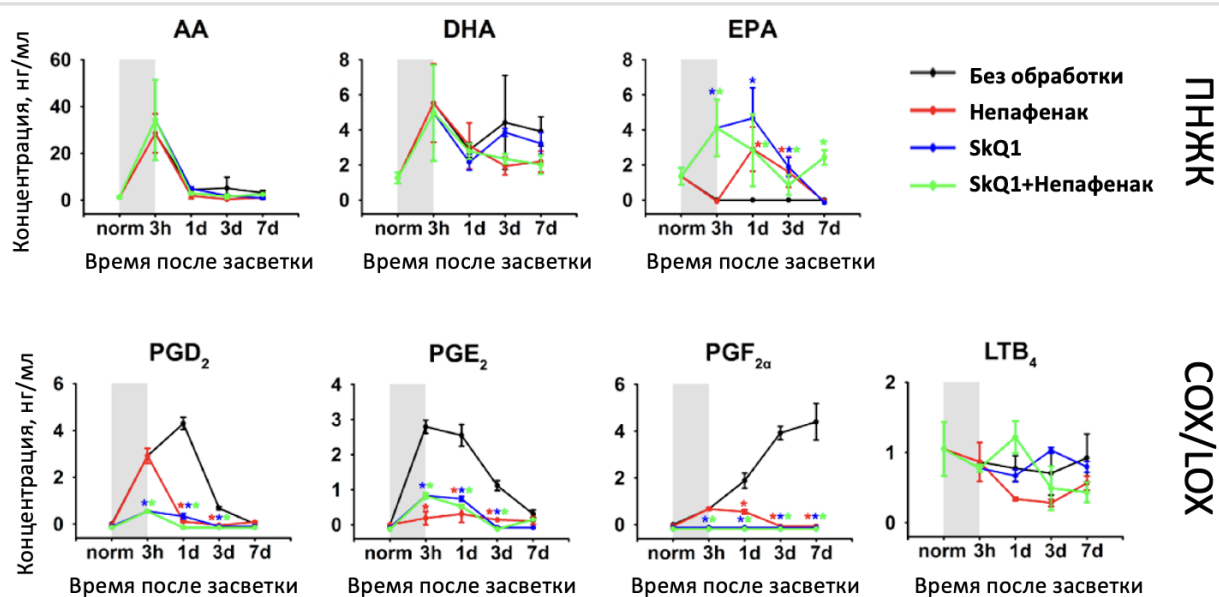 AA
DHA
EPA
Концентрация, нг/мл
60
40
20
0
8
6
4
2
0
8
6
4
2
0
norm 3h 1d 3d 7d
norm 3h 1d 3d 7d
norm 3h 1d 3d 7d
Время после засветки
Время после засветки
Время после засветки
Без обработки
Непафенак
SkQ1
SkQ1+Непафенак
ПНЖК
PGD2
PGE2
PGF2α
LTB4
Концентрация, нг/мл
6
4
2
0
4
3
2
1
0
6
4
2
0
2
1
0
norm 3h 1d 3d 7d
norm 3h 1d 3d 7d
norm 3h 1d 3d 7d
norm 3h 1d 3d 7d
Время после засветки
Время после засветки
Время после засветки
Время после засветки
COX/LOX